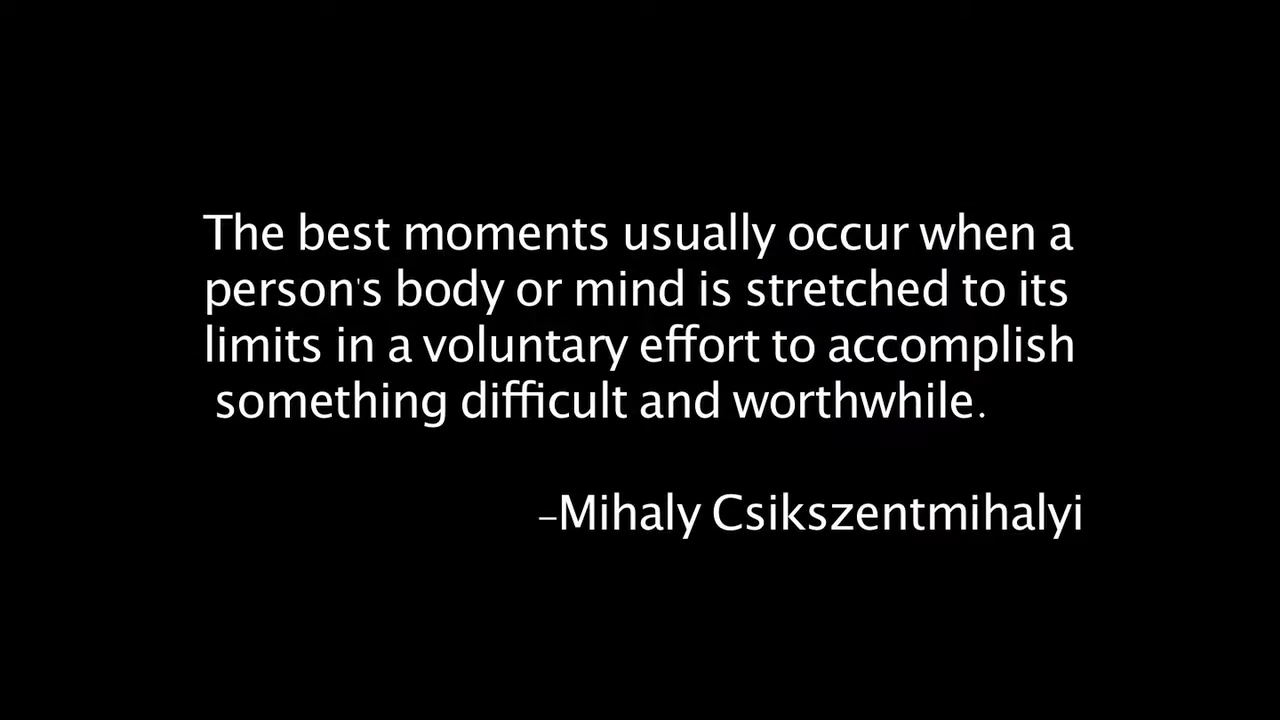 The best moments usually occur when a
person's body or mind is stretched to its
limits in a voluntary effort to accomplish
something difficult and worthwhile.
–Mihaly Csikszentmihalyi